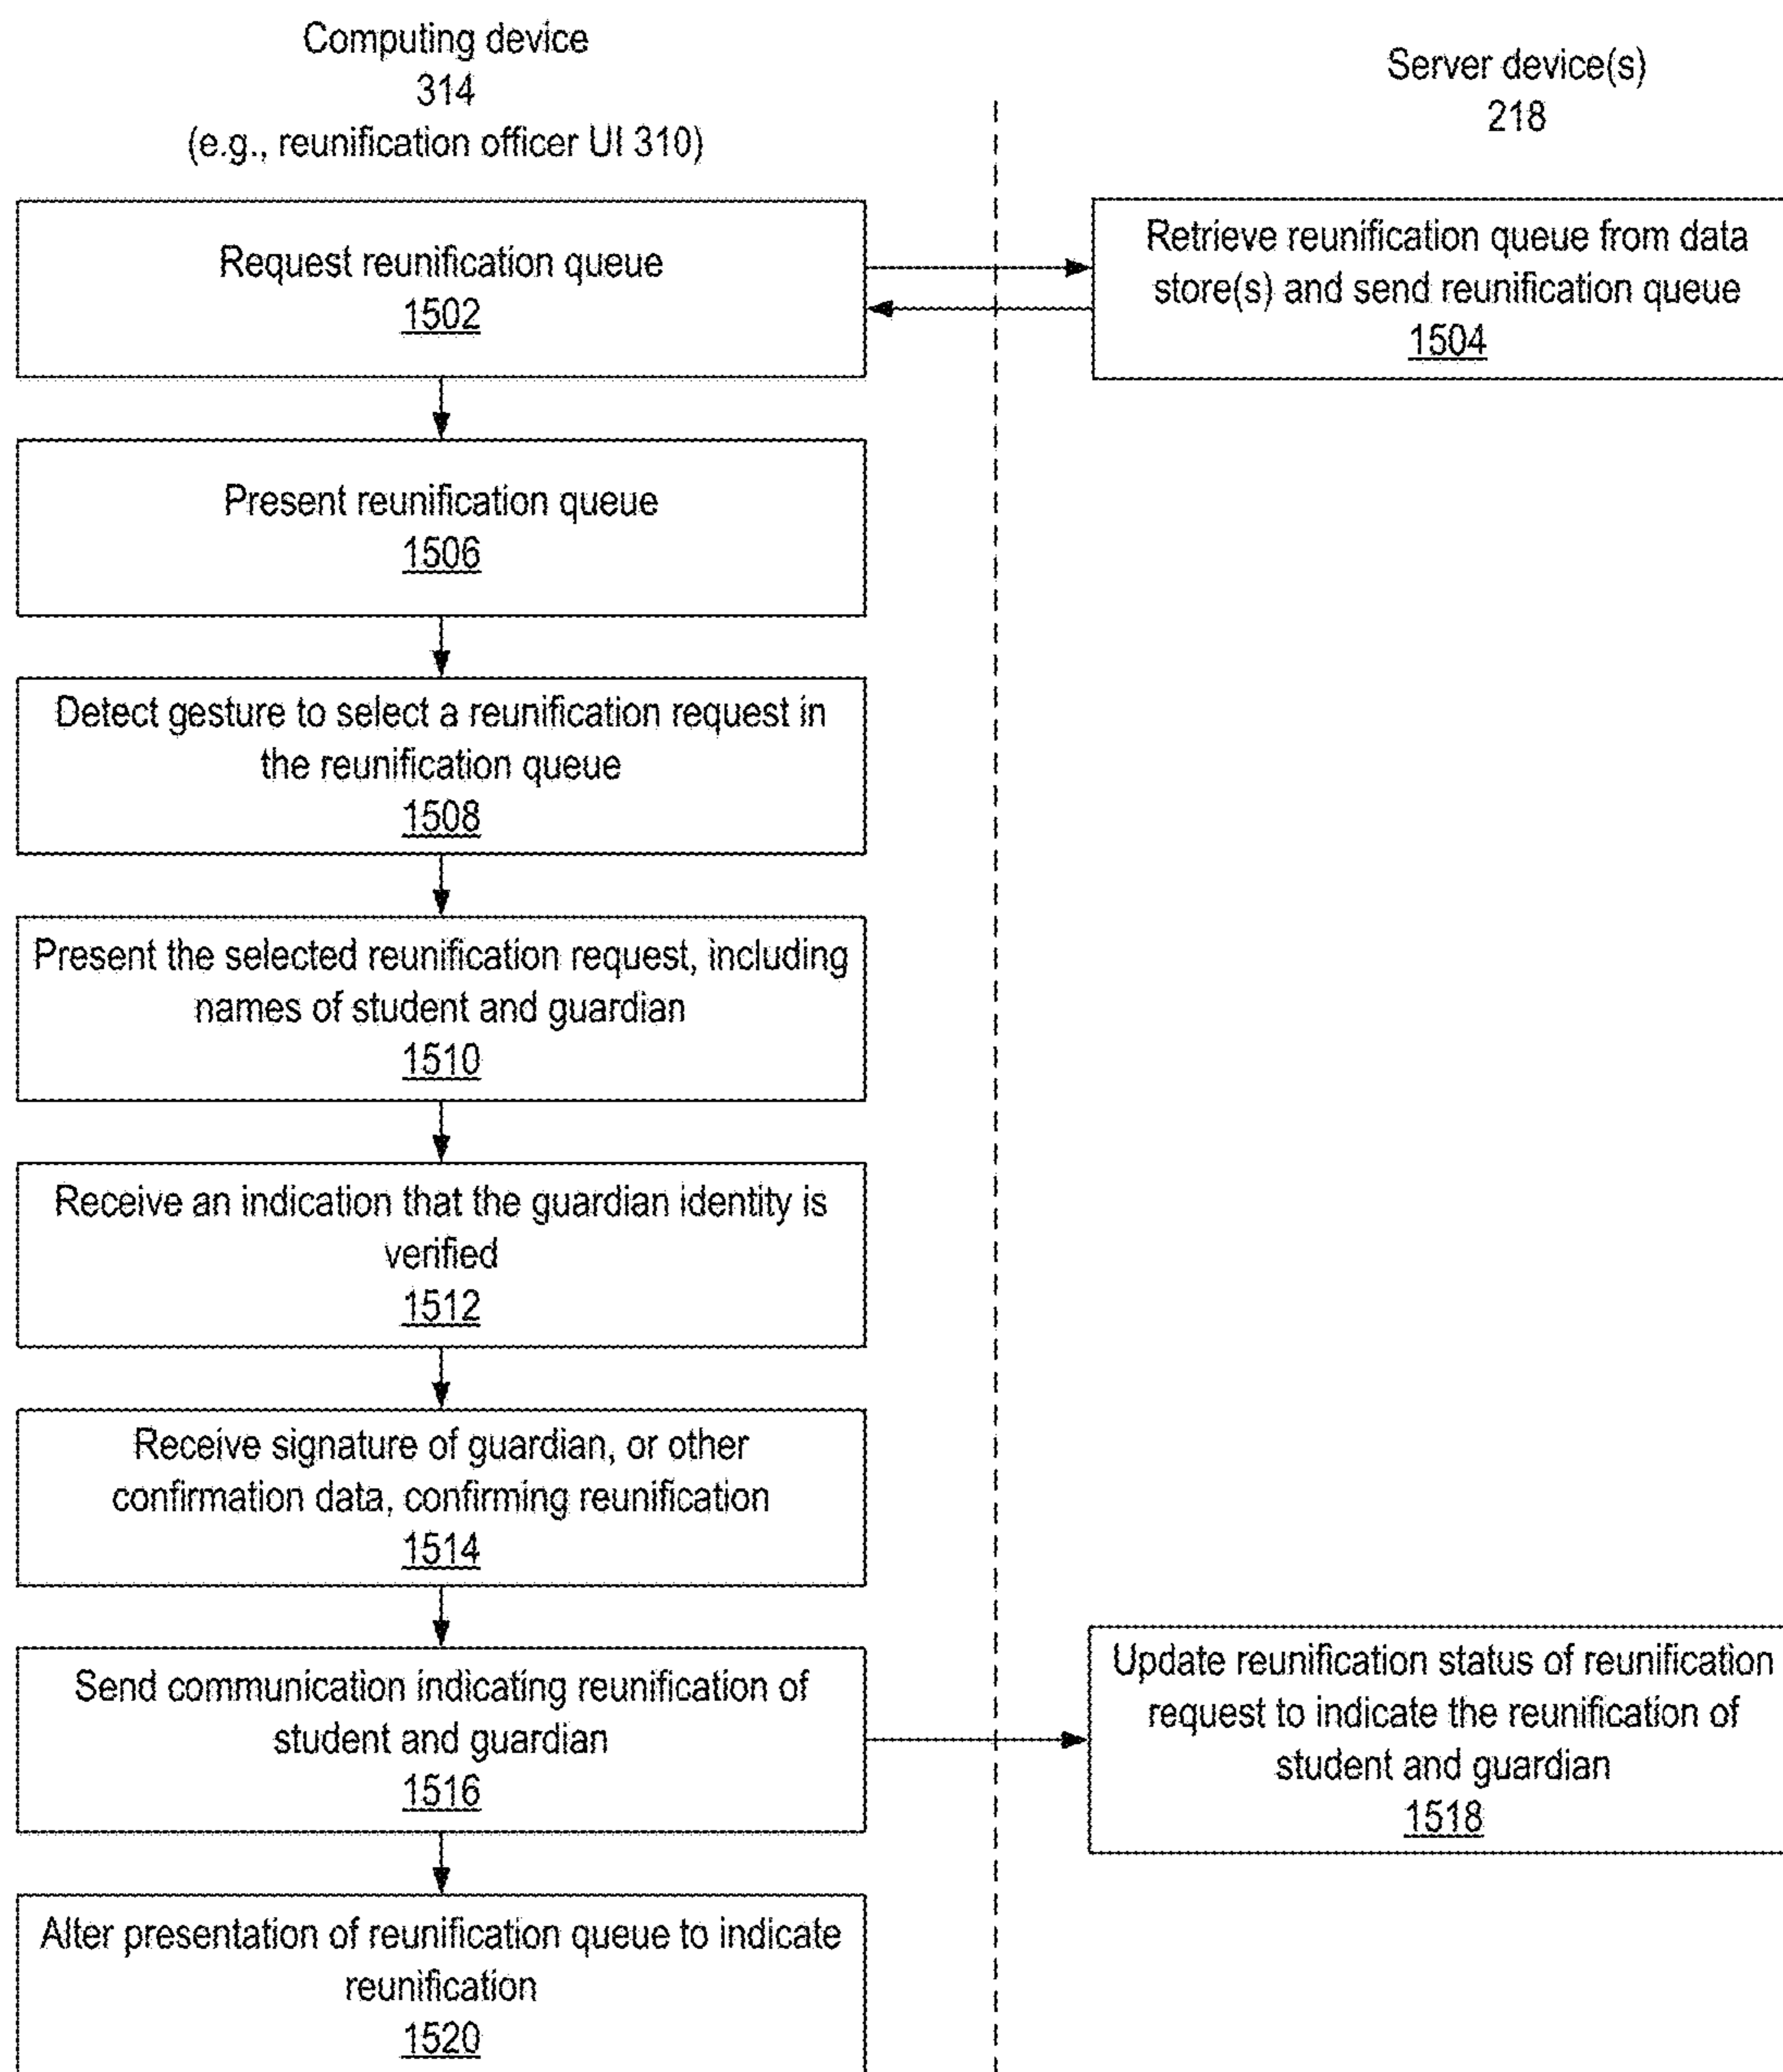 Computing device
314
(e.g., reunification officer UI 310)
Server device(s)
218
Request reunification queue
1502
Retrieve reunification queue from data
store(s) and send reunification queue
1504
Present reunification queue
1506
Detect gesture to select a reunification request in
the reunification queue
1508
Present the selected reunification request, including
names of student and guardian
1510
Receive an indication that the guardian identity is
verified
1512
Receive signature of guardian, or other
confirmation data, confirming reunification
1514
Send communication indicating reunification of
student and guardian
1516
Update reunification status of reunification
request to indicate the reunification of
student and guardian
1518
Alter presentation of reunification queue to indicate
reunification
1520